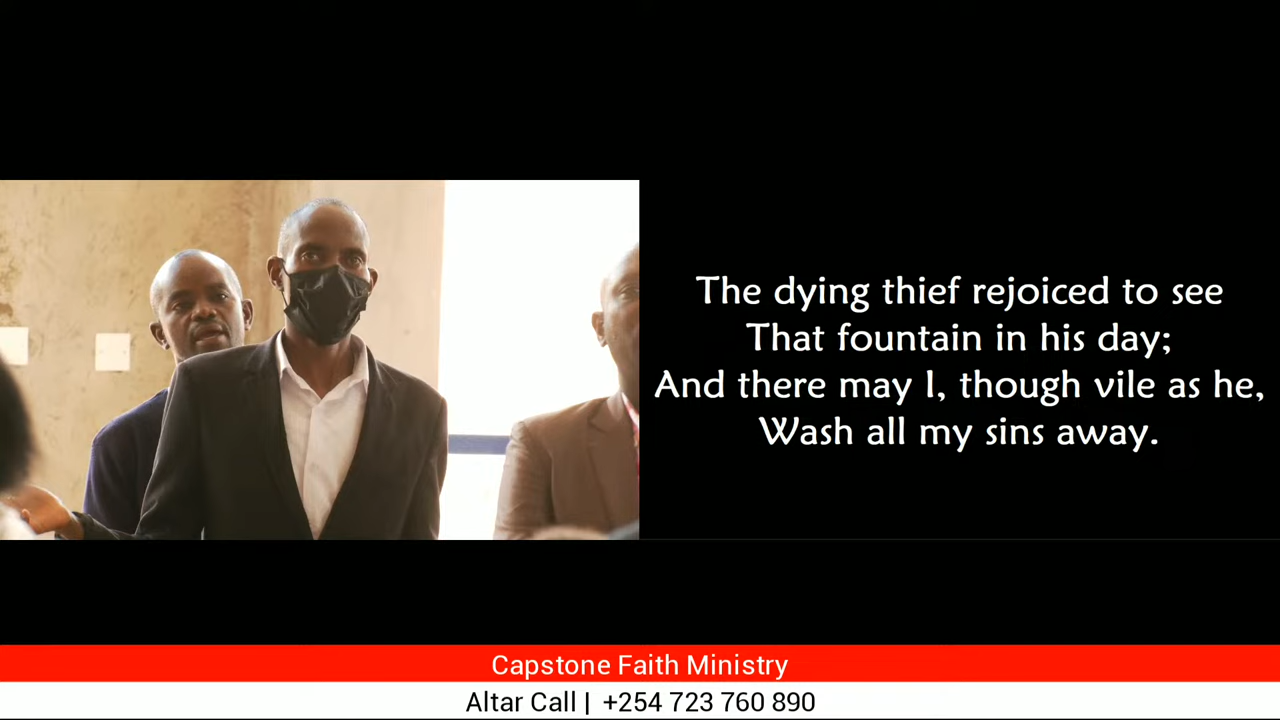 The dying thief rejoiced to see
That fountain in his day;
And there may I, though vile as he,
Wash all my sins away.
Capstone Faith Ministry
Altar Call | +254 723 760 890